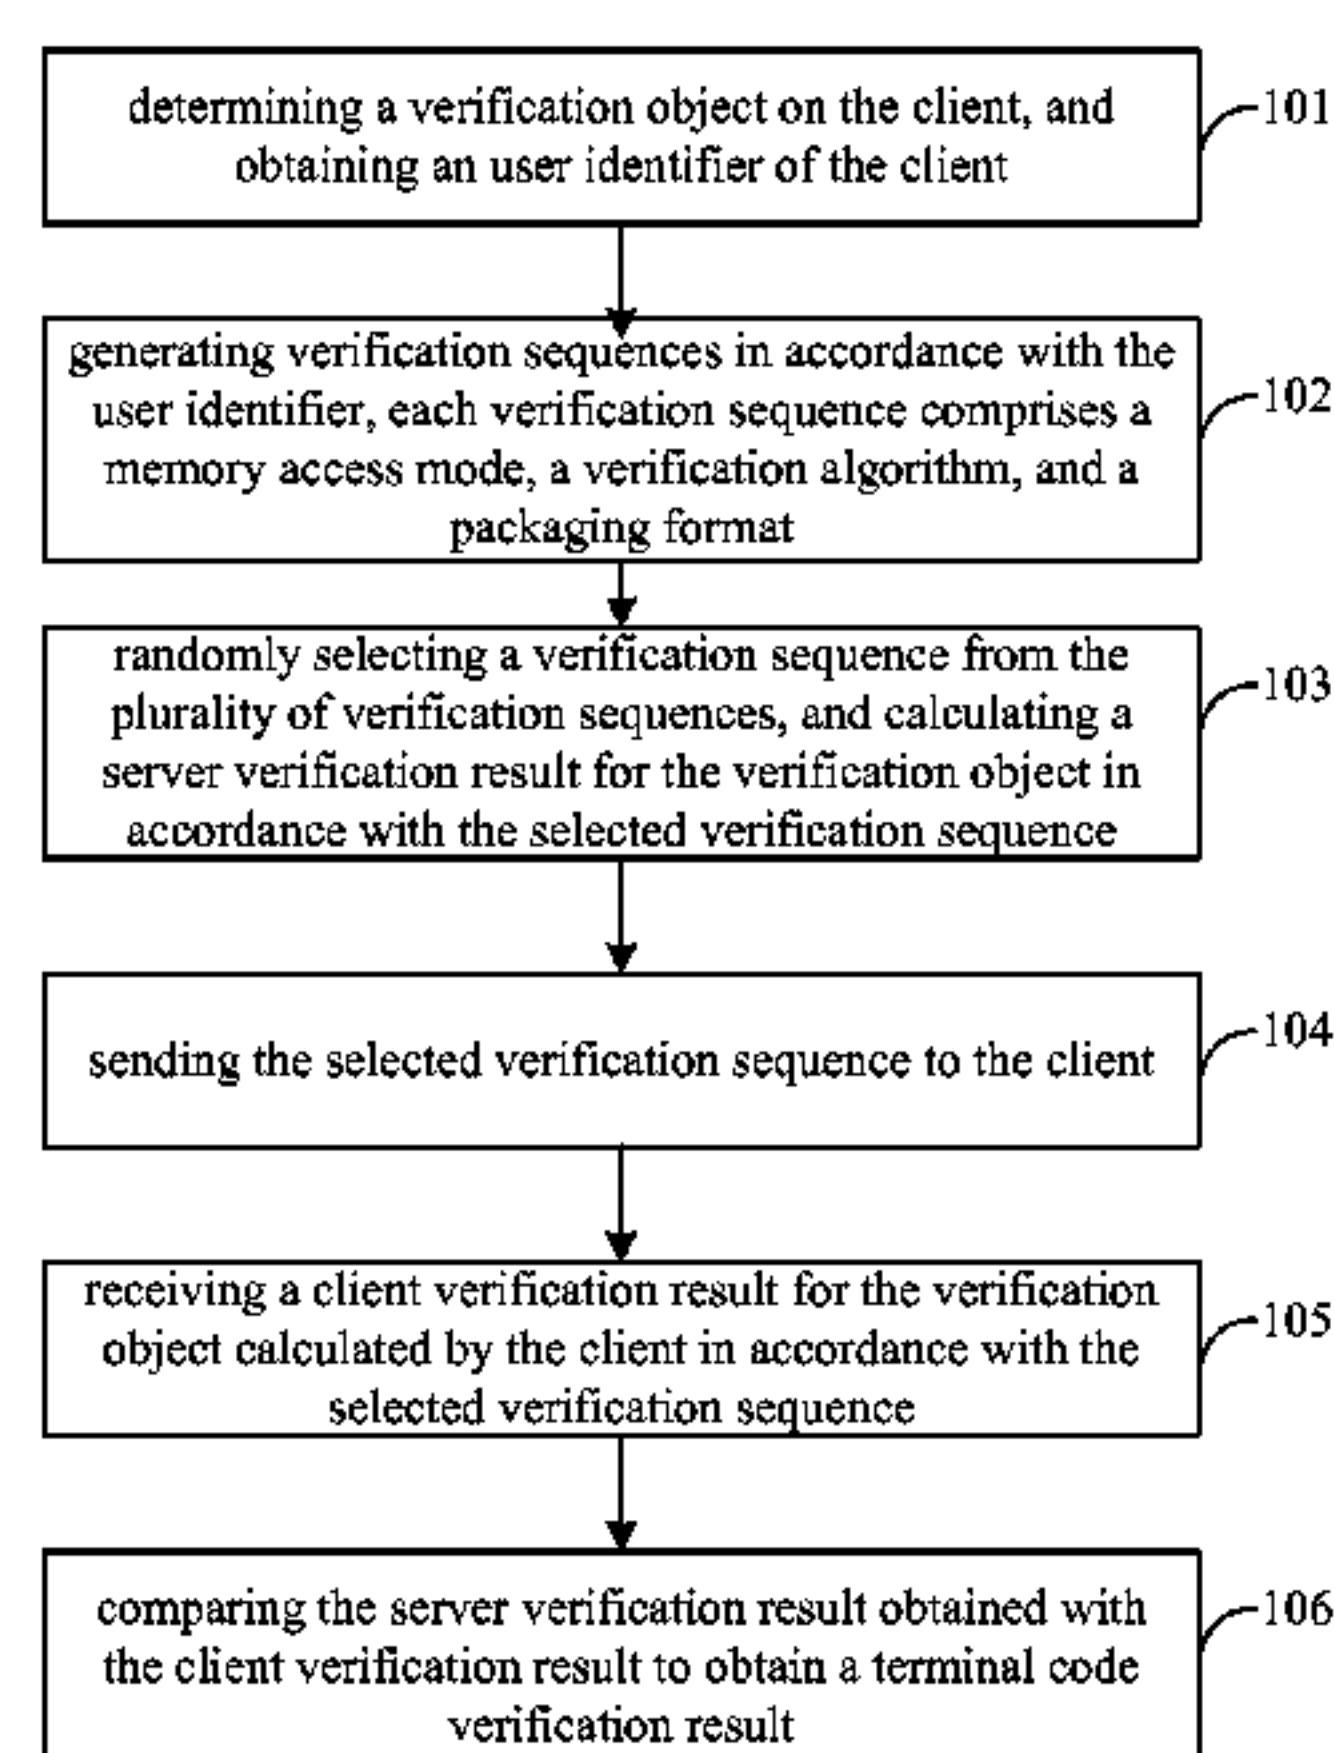 determining a verification object on the client, and
obtaining an user identifier of the client
101
generating verification sequences in accordance with the
user identifier, each verification sequence comprises a
memory access mode, a verification algorithm, and a
packaging format
102
randomly selecting a verification sequence from the
plurality of verification sequences, and calculating a
server verification result for the verification object in
accordance with the selected verification sequence
103
sending the selected verification sequence to the client
104
receiving a client verification result for the verification
object calculated by the client in accordance with the
selected verification sequence
105
comparing the server verification result obtained with
the client verification result to obtain a terminal code
verification result
106